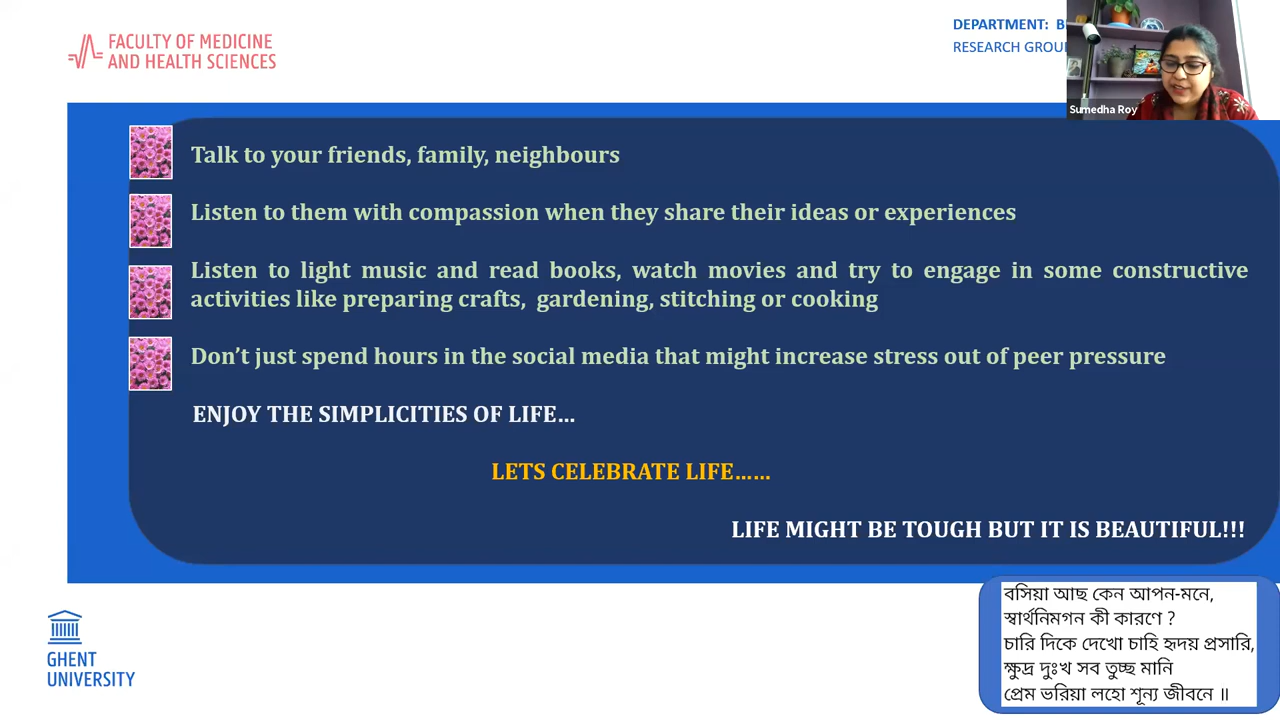 FACULTY OF MEDICINE
AND HEALTH SCIENCES
DEPARTMENT:
RESEARCH
Sumedha Roy
Talk to your friends, family, neighbours
Listen to them with compassion when they share their ideas or experiences
Listen to light music and read books, watch movies and try to engage in some constructive
activities like preparing crafts, gardening, stitching or cooking
Don’t just spend hours in the social media that might increase stress out of peer pressure
ENJOY THE SIMPLICITIES OF LIFE…
LETS CELEBRATE LIFE……
LIFE MIGHT BE TOUGH BUT IT IS BEAUTIFUL!!!
বসিয়া আছ কেন আপন-মনে,
স্বার্থনিমগন কী কারণে ?
চারি দিকে দেখো চাহি হৃদয় প্রসারি,
ক্ষুদ্র দুঃখ সব তুচ্ছ মানি
প্রেম ভরিয়া লহো শূন্য জীবনে ॥
GHENT
UNIVERSITY